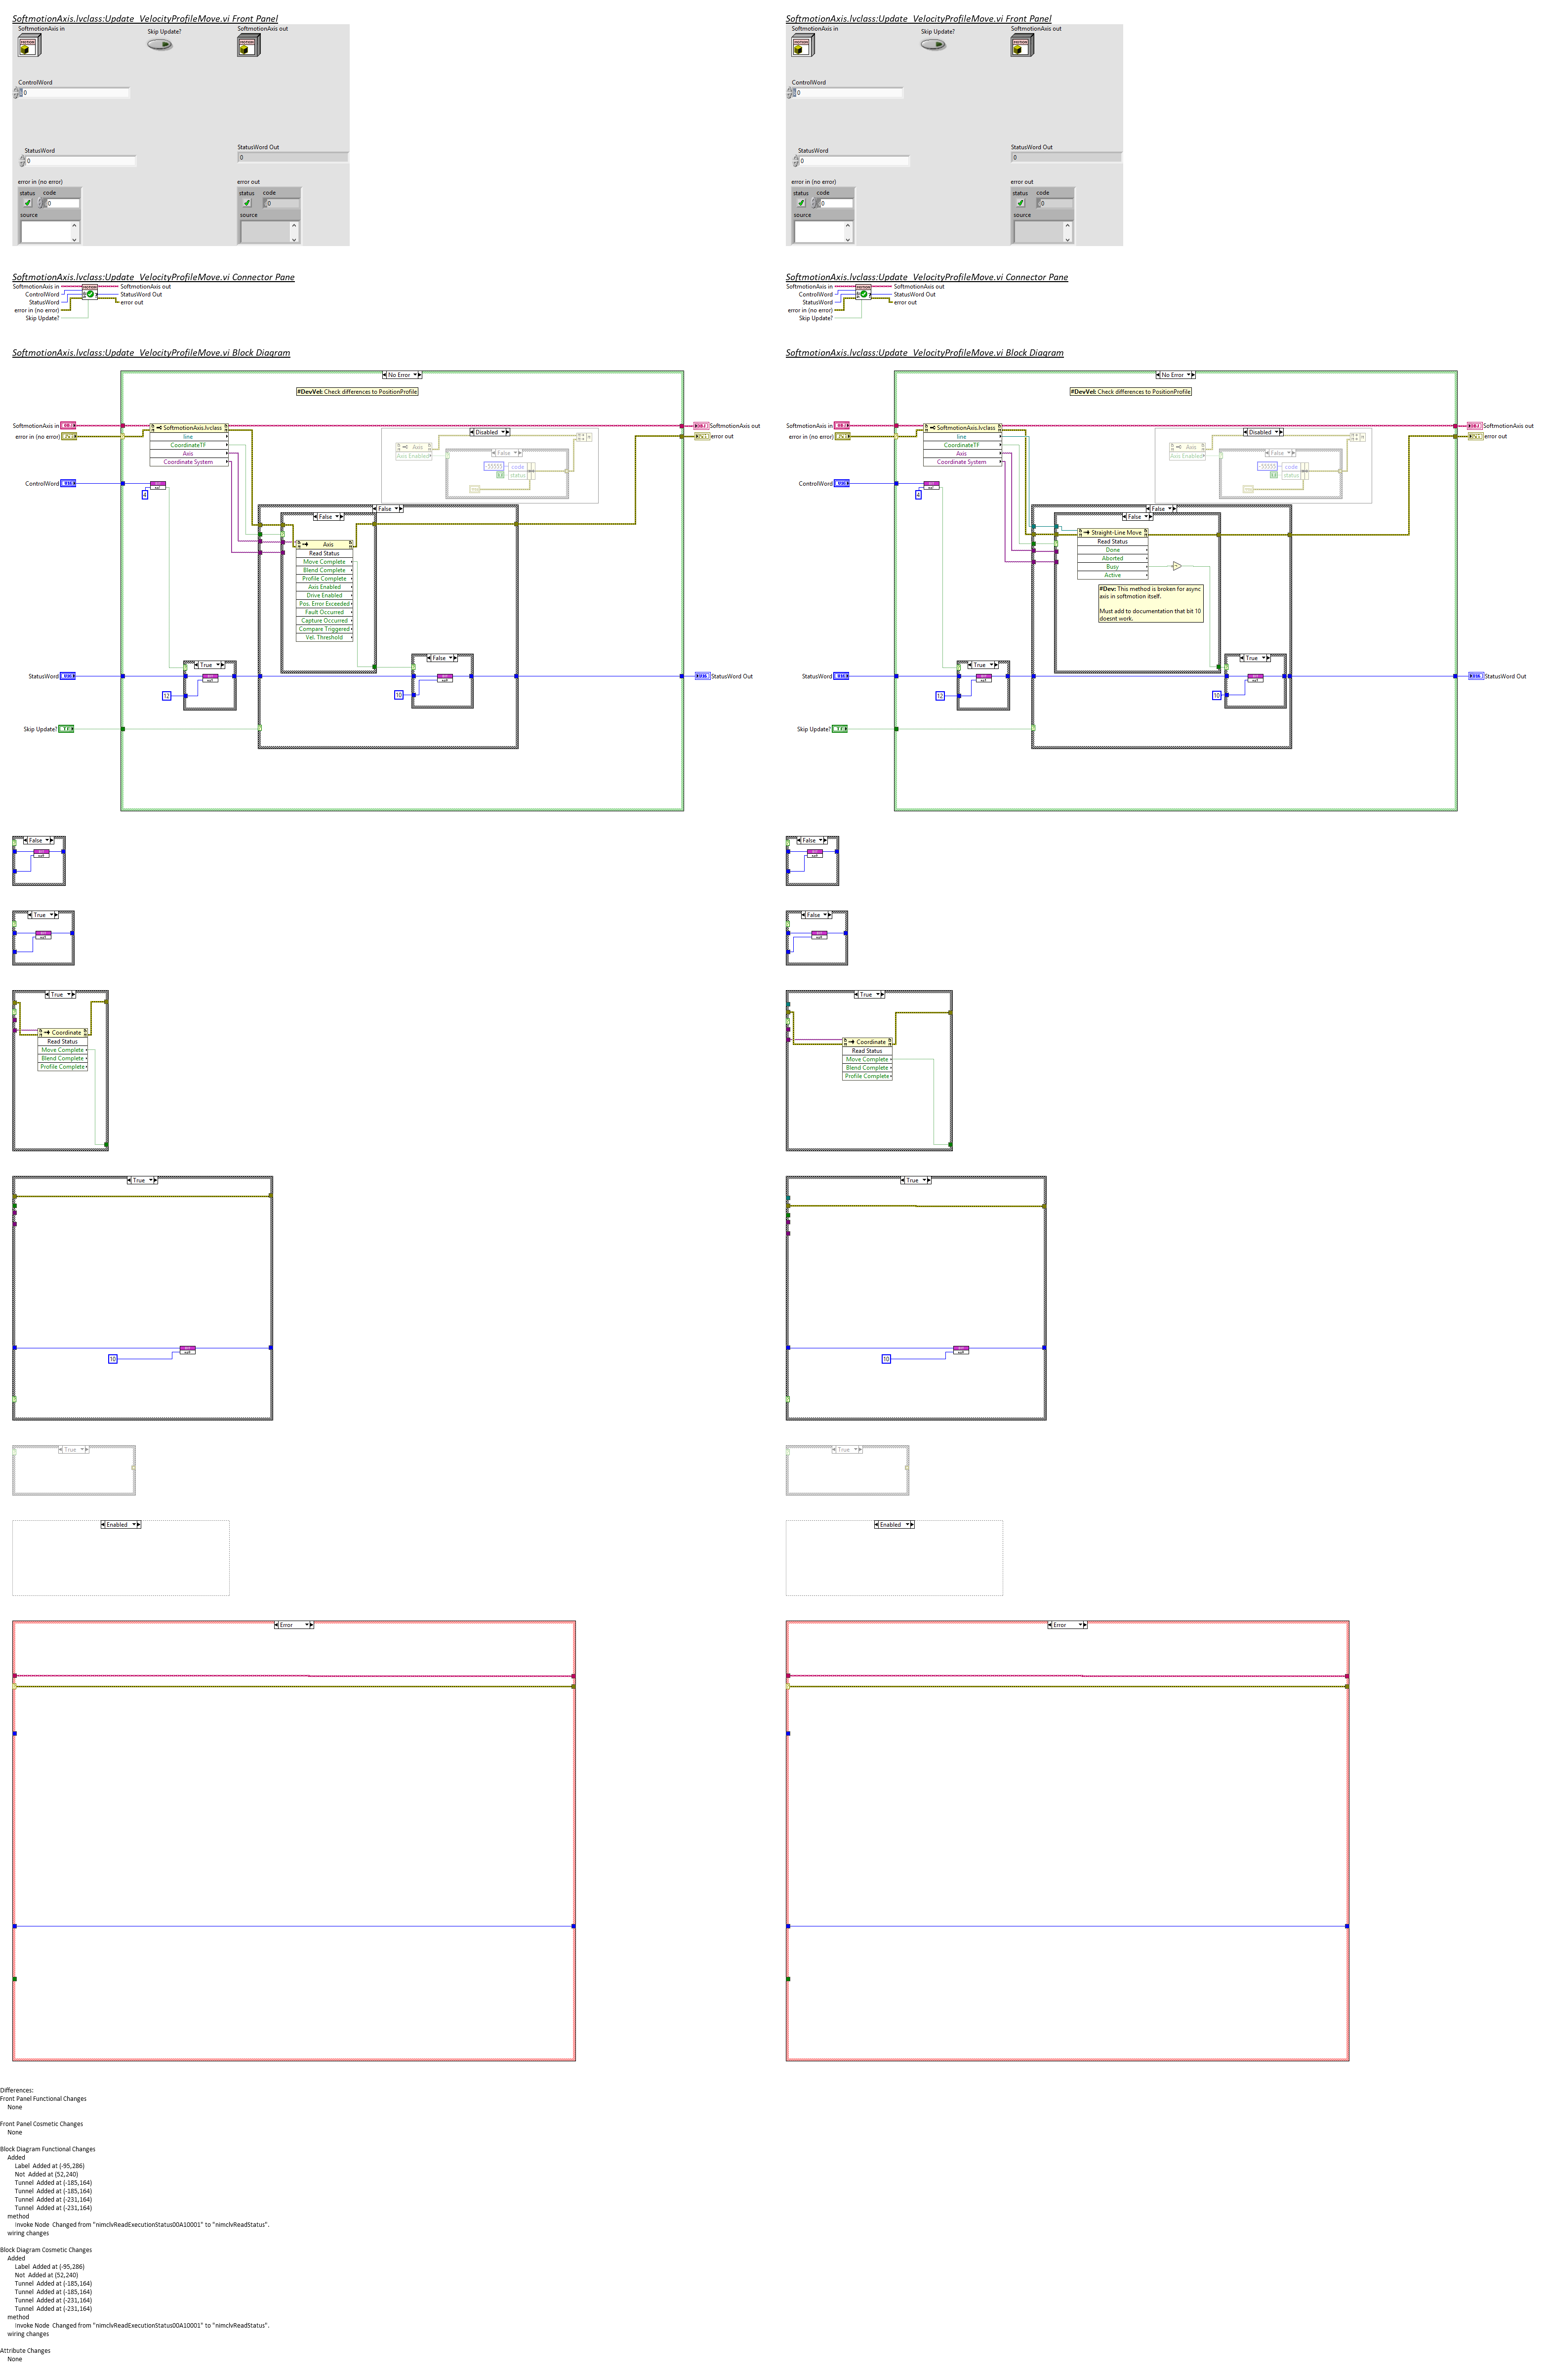 SoftmotionAxis.lvclass:Update_VelocityProfileMove.vi Front Panel
SoftmotionAxis in
Skip Update?
SoftmotionAxis out
ControlWord
0
StatusWord
0
StatusWord Out
0
error in (no error)
status code
0
source
error out
status code
0
source
SoftmotionAxis.lvclass:Update_VelocityProfileMove.vi Connector Pane
SoftmotionAxis in
ControlWord
StatusWord
error in (no error)
Skip Update?
SoftmotionAxis out
StatusWord Out
error out
SoftmotionAxis.lvclass:Update_VelocityProfileMove.vi Block Diagram
No Error
#DevVel: Check differences to PositionProfile
SoftmotionAxis in
error in (no error)
SoftmotionAxis.lvclass
line
CoordinateTF
Axis
Coordinate System
Disabled
Axis
Axis Enabled
False
-55555
code
status
SoftmotionAxis out
error out
ControlWord
4
False
False
Axis
Read Status
Move Complete
Blend Complete
Profile Complete
Axis Enabled
Drive Enabled
Pos. Error Exceeded
Fault Occurred
Capture Occurred
Compare Triggered
Vel. Threshold
True
12
False
10
StatusWord
StatusWord Out
Skip Update?
False
True
True
Coordinate
Read Status
Move Complete
Blend Complete
Profile Complete
True
10
True
Enabled
Error
SoftmotionAxis.lvclass:Update_VelocityProfileMove.vi Front Panel
SoftmotionAxis in
Skip Update?
SoftmotionAxis out
ControlWord
0
StatusWord
0
StatusWord Out
0
error in (no error)
status code
0
source
error out
status code
0
source
SoftmotionAxis.lvclass:Update_VelocityProfileMove.vi Connector Pane
SoftmotionAxis in
ControlWord
StatusWord
error in (no error)
Skip Update?
SoftmotionAxis out
StatusWord Out
error out
SoftmotionAxis.lvclass:Update_VelocityProfileMove.vi Block Diagram
No Error
#DevVel: Check differences to PositionProfile
SoftmotionAxis in
error in (no error)
SoftmotionAxis.lvclass
line
CoordinateTF
Axis
Coordinate System
Disabled
Axis
Axis Enabled
False
-55555
code
status
SoftmotionAxis out
error out
ControlWord
4
False
False
Straight-Line Move
Read Status
Done
Aborted
Busy
Active
#Dev: This method is broken for async
axis in softmotion itself.
Must add to documentation that bit 10
doesnt work.
True
12
True
10
StatusWord
StatusWord Out
Skip Update?
False
False
True
Coordinate
Read Status
Move Complete
Blend Complete
Profile Complete
True
10
True
Enabled
Error
Differences:
Front Panel Functional Changes
None
Front Panel Cosmetic Changes
None
Block Diagram Functional Changes
Added
Label Added at (-95,286)
Not Added at (52,240)
Tunnel Added at (-185,164)
Tunnel Added at (-185,164)
Tunnel Added at (-231,164)
Tunnel Added at (-231,164)
method
Invoke Node Changed from "nimclvReadExecutionStatus00A10001" to "nimclvReadStatus".
wiring changes
Block Diagram Cosmetic Changes
Added
Label Added at (-95,286)
Not Added at (52,240)
Tunnel Added at (-185,164)
Tunnel Added at (-185,164)
Tunnel Added at (-231,164)
Tunnel Added at (-231,164)
method
Invoke Node Changed from "nimclvReadExecutionStatus00A10001" to "nimclvReadStatus".
wiring changes
Attribute Changes
None